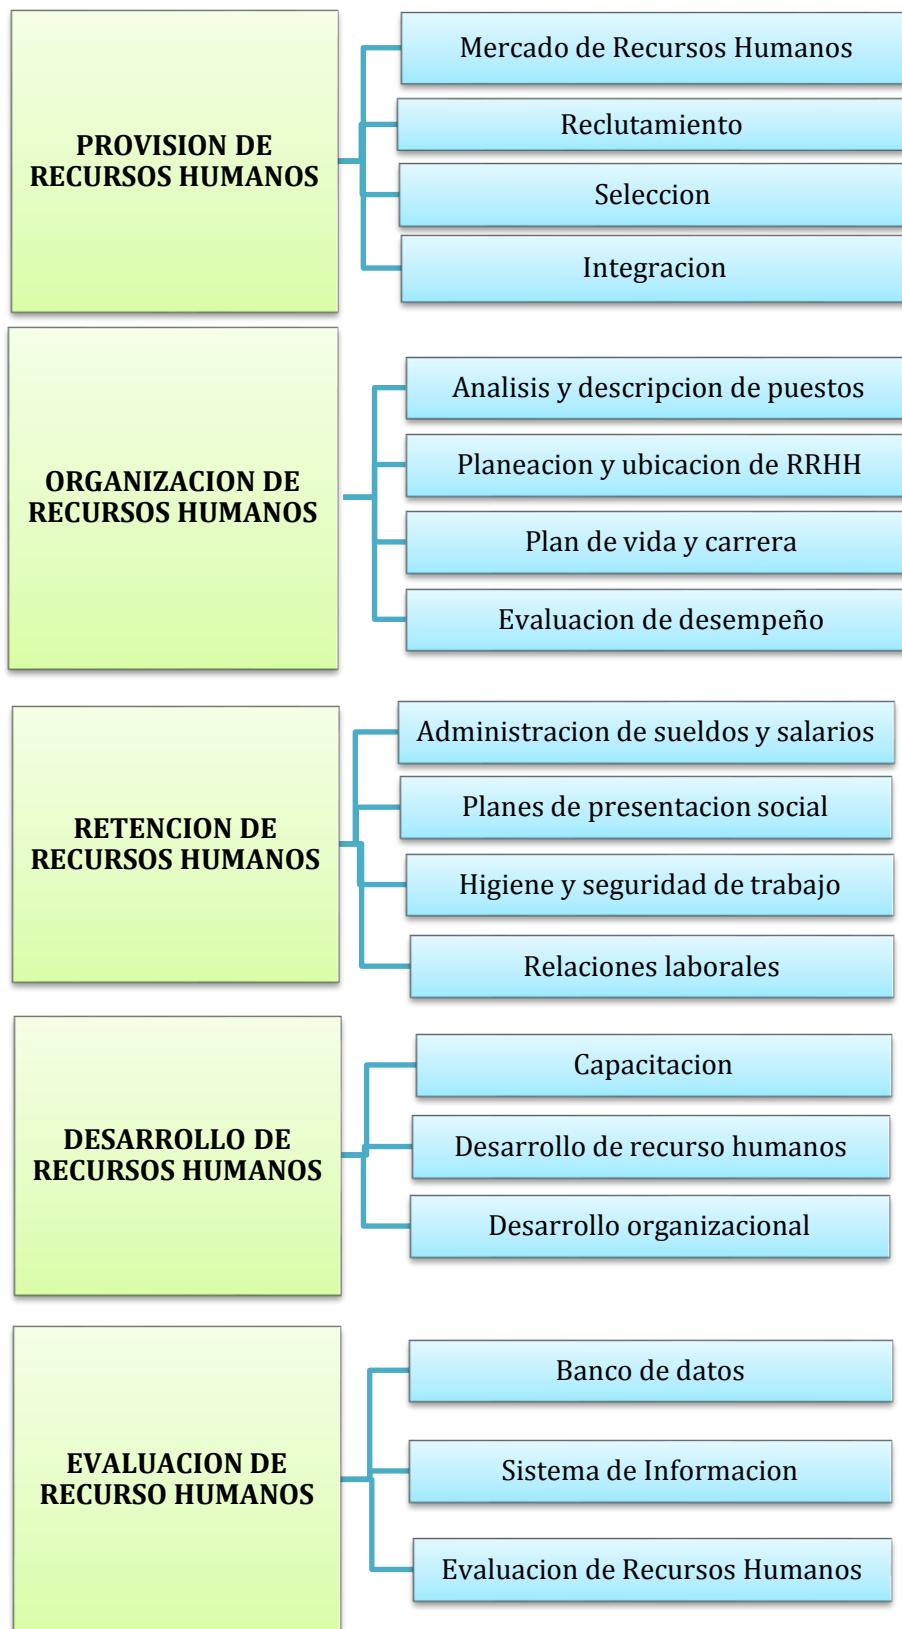 PROVISION DE
RECURSOS HUMANOS
Mercado de Recursos Humanos
Reclutamiento
Seleccion
Integracion
ORGANIZACION DE
RECURSOS HUMANOS
Analisis y descripcion de puestos
Planeacion y ubicacion de RRHH
Plan de vida y carrera
Evaluacion de desempeño
RETENCION DE
RECURSOS HUMANOS
Administracion de sueldos y salarios
Planes de presentacion social
Higiene y seguridad de trabajo
Relaciones laborales
DESARROLLO DE
RECURSOS HUMANOS
Capacitacion
Desarrollo de recurso humanos
Desarrollo organizacional
EVALUACION DE
RECURSO HUMANOS
Banco de datos
Sistema de Informacion
Evaluacion de Recursos Humanos